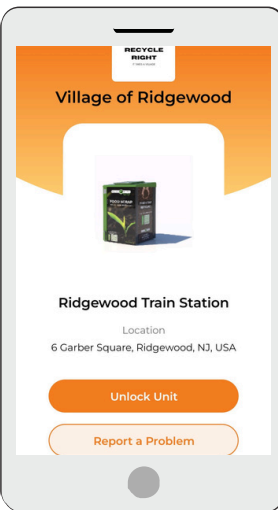 RECYCLE
RIGHT
Village of Ridgewood
Ridgewood Train Station
Location
6 Garber Square, Ridgewood, NJ, USA
Unlock Unit
Report a Problem